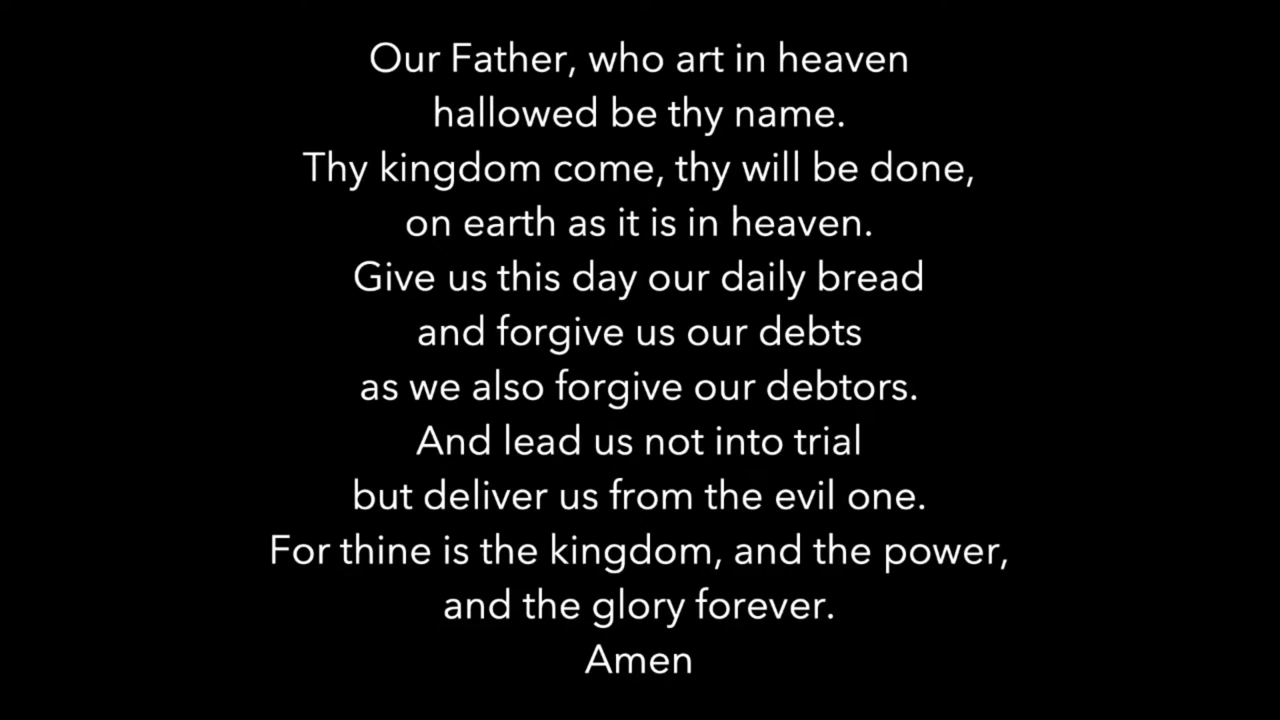 Our Father, who art in heaven
hallowed be thy name.
Thy kingdom come, thy will be done,
on earth as it is in heaven.
Give us this day our daily bread
and forgive us our debts
as we also forgive our debtors.
And lead us not into trial
but deliver us from the evil one.
For thine is the kingdom, and the power,
and the glory forever.
Amen